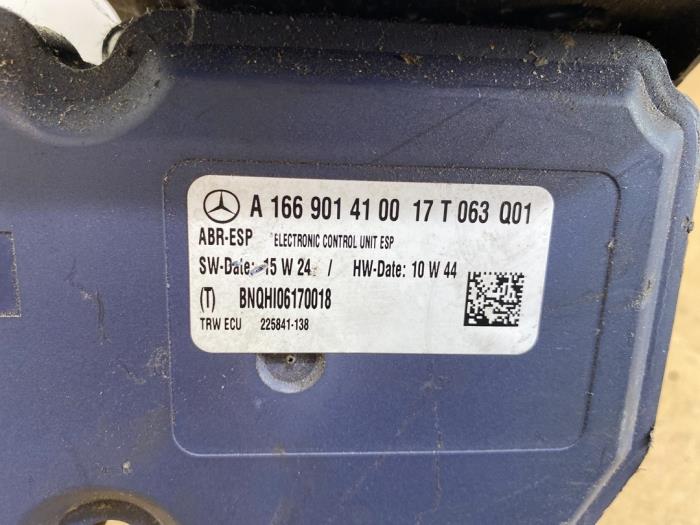 A 166 901 41 00 17 T 063 Q01
ABR-ESP ELECTRONIC CONTROL UNIT ESP
SW-Date: 15 W 24 / HW-Date: 10 W 44
(T) BNQHI06170018
TRW ECU 225841-138